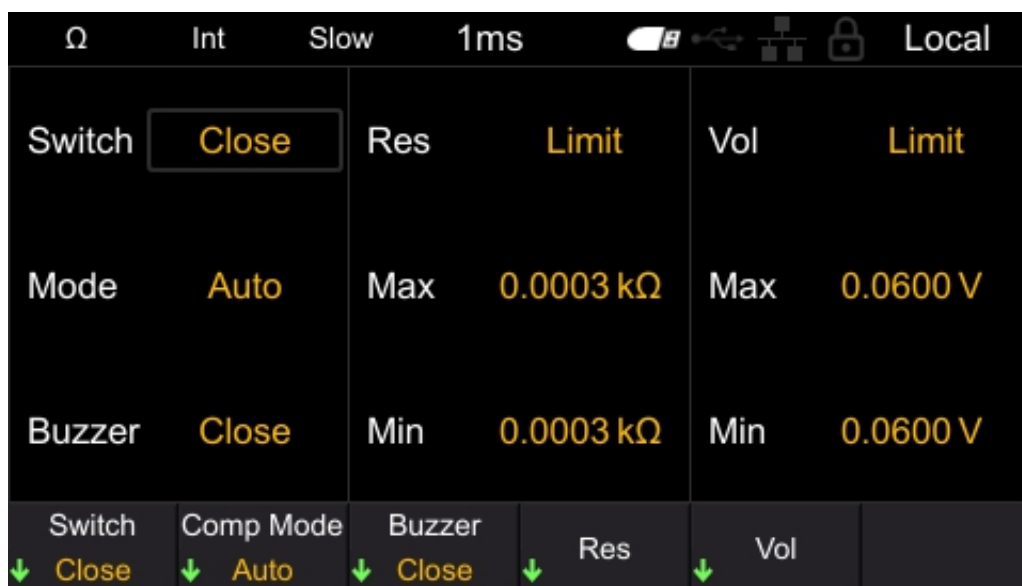 Ω Int Slow 1ms Local
Switch Close Res Limit Vol Limit
Mode Auto Max 0.0003 kΩ Max 0.0600 V
Buzzer Close Min 0.0003 kΩ Min 0.0600 V
Switch Comp Mode Buzzer Res Vol
Close Auto Close